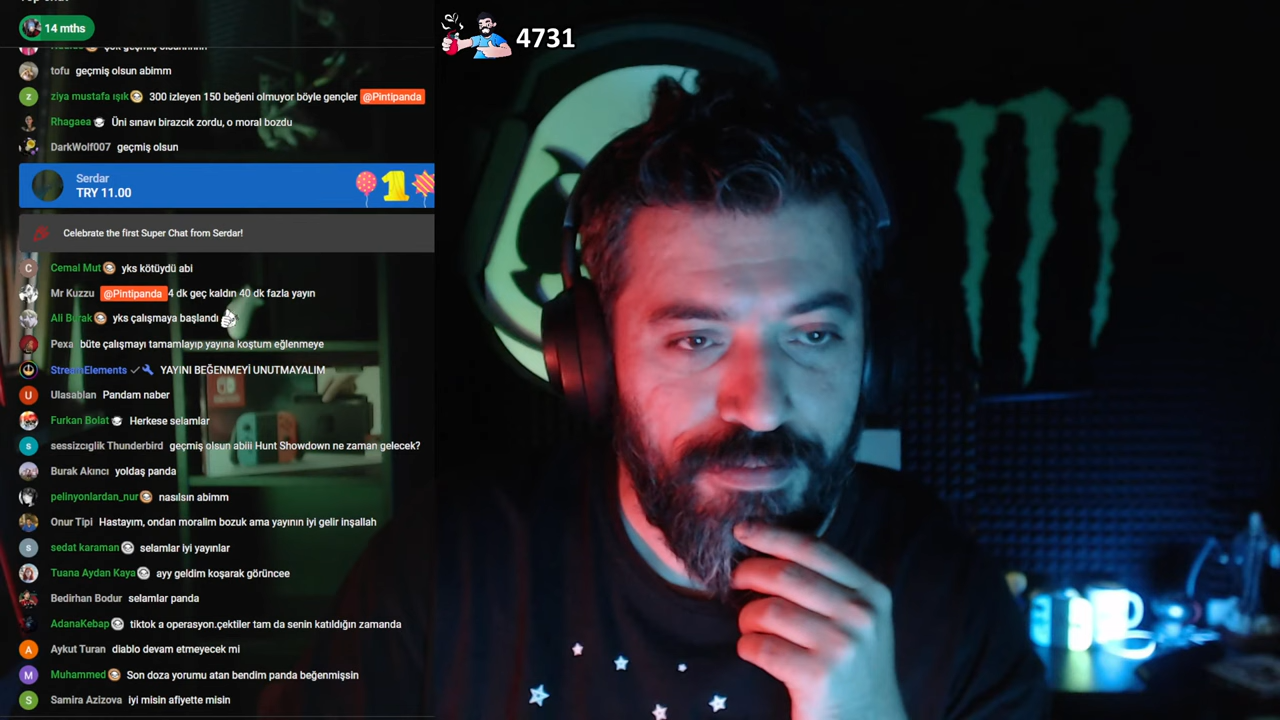 14 mths
4731
tofu geçmiş olsun abimm
z ziya mustafa ışık 300 izleyen 150 beğeni olmuyor böyle gençler @Pintipanda
Rhagaea Üni sınavı birazcık zordu, o moral bozdu
DarkWolf007 geçmiş olsun
Serdar
TRY 11.00
1
Celebrate the first Super Chat from Serdar!
C Cemal Mut yks kötüydü abi
Mr Kuzzu @Pintipanda 4 dk geç kaldın 40 dk fazla yayın
Ali Burak yks çalışmaya başlandı
Pexa büte çalışmayı tamamlayıp yayına koştum eğlenmeye
StreamElements YAYINI BEĞENMEYİ UNUTMAYALIM
U Ulasablan Pandam naber
Furkan Bolat Herkese selamlar
s sessizcıglik Thunderbird geçmiş olsun abiii Hunt Showdown ne zaman gelecek?
Burak Akıncı yoldaş panda
pelinyonlardan_nur nasılsın abimm
Onur Tipi Hastayım, ondan moralim bozuk ama yayının iyi gelir inşallah
s sedat karaman selamlar iyi yayınlar
Tuana Aydan Kaya ayy geldim koşarak görüncee
Bedirhan Bodur selamlar panda
AdanaKebap tiktok a operasyon.çektiler tam da senin katıldığın zamanda
A Aykut Turan diablo devam etmeyecek mi
M Muhammed Son doza yorumu atan bendim panda beğenmişsin
S Samira Azizova iyi misin afiyette misin